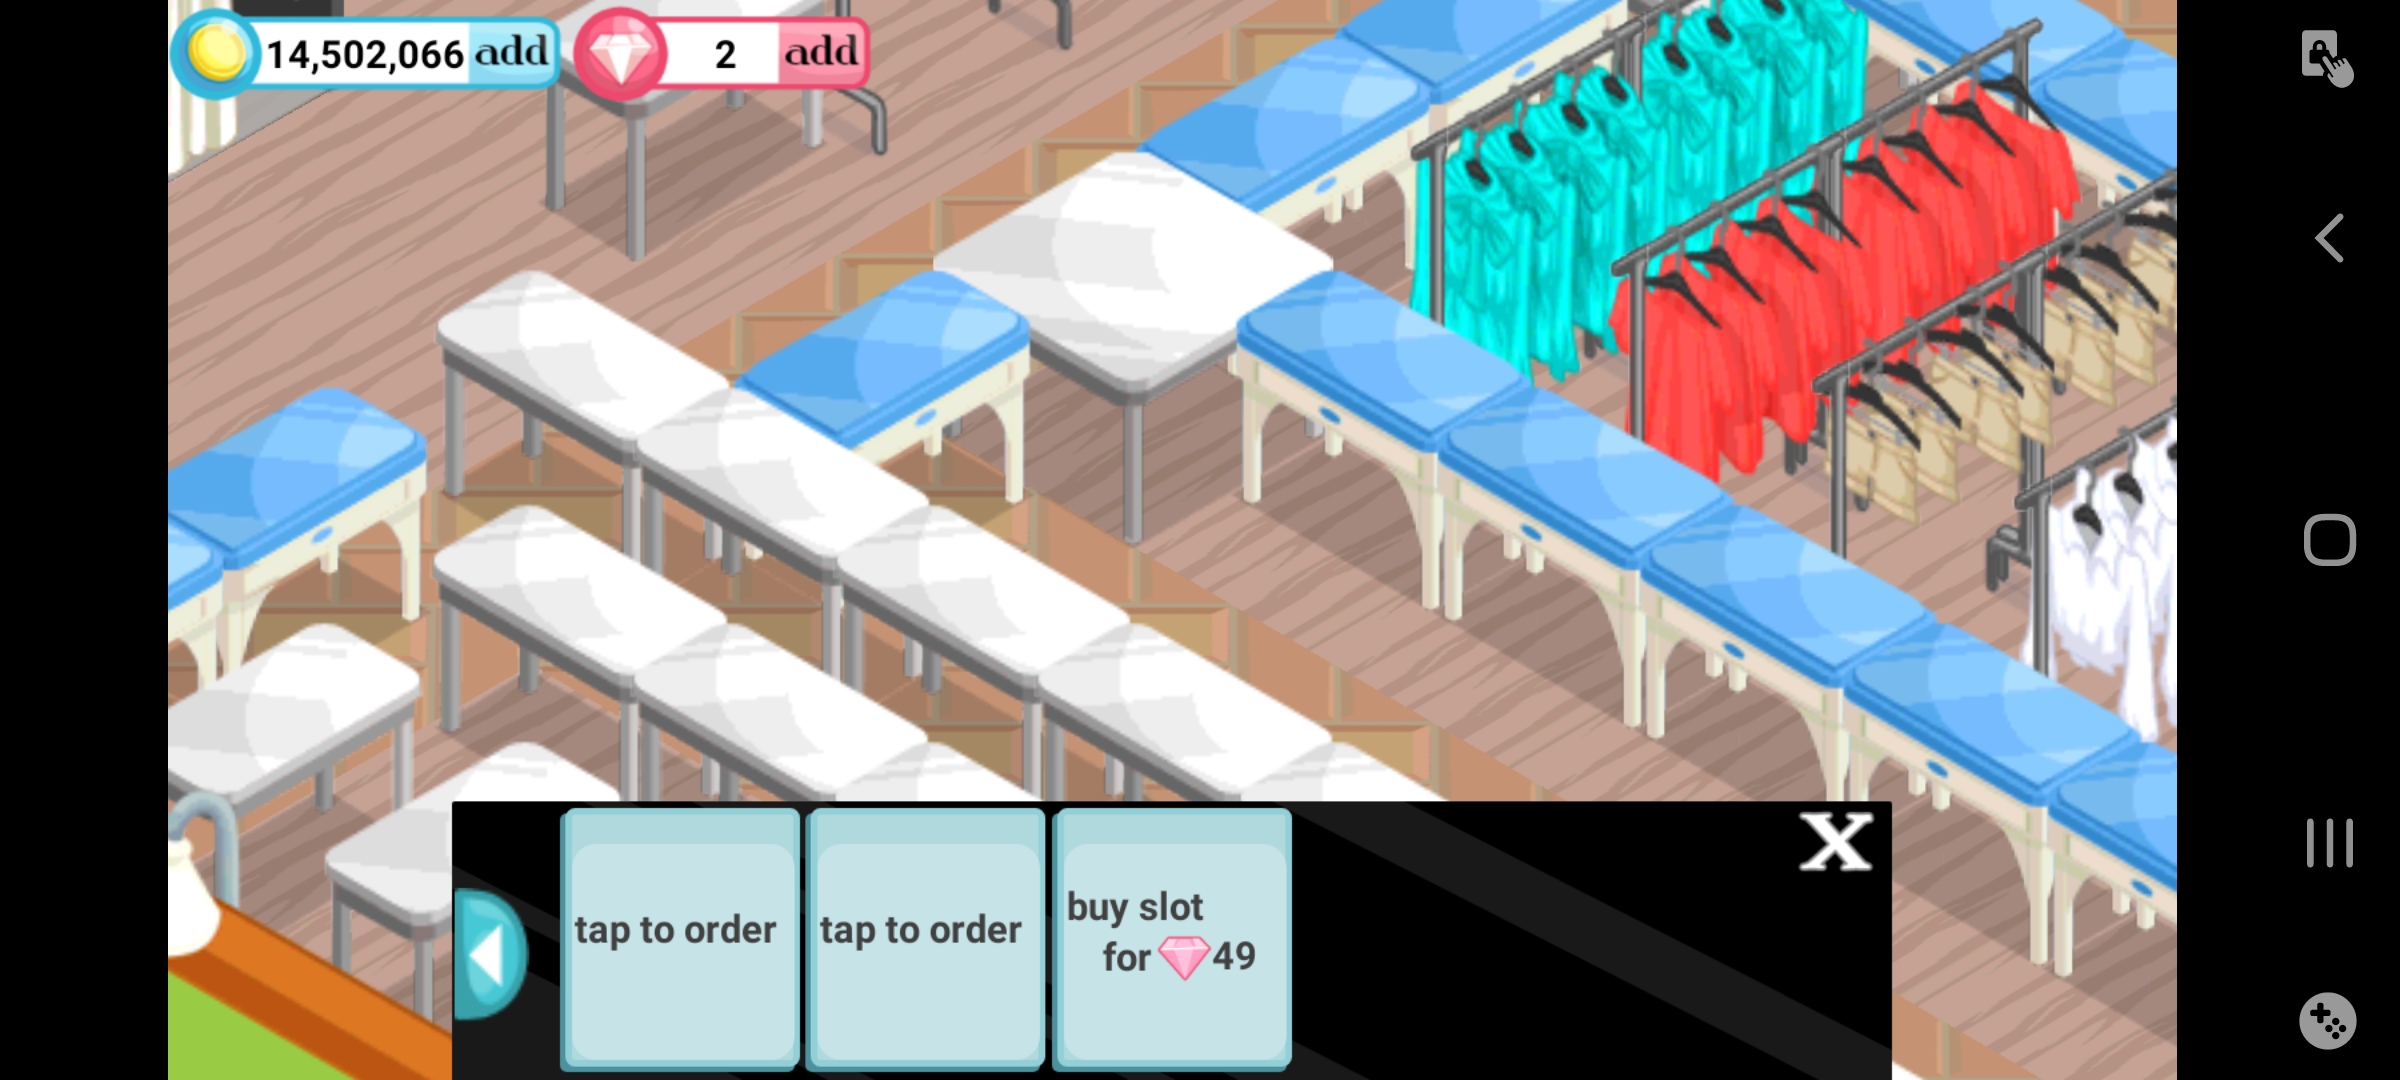 14,502,066 add 2 add
X
tap to order tap to order
buy slot
for 49